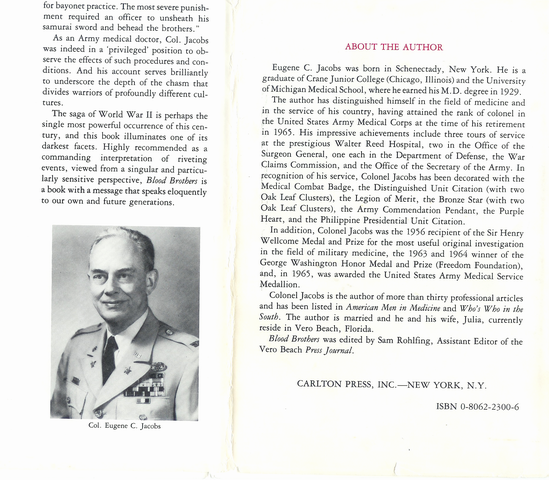 for bayonet practice. The most severe punish-
ment required an officer to unsheath his
samurai sword and behead the brothers."
As an Army medical doctor, Col. Jacobs
was indeed in a 'privileged' position to ob-
serve the effects of such procedures and con-
ditions. And his account serves brilliantly
to underscore the depth of the chasm that
divides warriors of profoundly different cul-
tures.
The saga of World War II is perhaps the
single most powerful occurrence of this cen-
tury, and this book illuminates one of its
darkest facets. Highly recommended as a
commanding interpretation of riveting
events, viewed from a singular and particu-
larly sensitive perspective, Blood Brothers is
a book with a message that speaks eloquently
to our own and future generations.
Col. Eugene C. Jacobs
ABOUT THE AUTHOR
Eugene C. Jacobs was born in Schenectady, New York. He is a
graduate of Crane Junior College (Chicago, Illinois) and the University
of Michigan Medical School, where he earned his M.D. degree in 1929.
The author has distinguished himself in the field of medicine and
in the service of his country, having attained the rank of colonel in
the United States Army Medical Corps at the time of his retirement
in 1965. His impressive achievements include three tours of service
at the prestigious Walter Reed Hospital, two in the Office of the
Surgeon General, one each in the Department of Defense, the War
Claims Commission, and the Office of the Secretary of the Army. In
recognition of his service, Colonel Jacobs has been decorated with the
Medical Combat Badge, the Distinguished Unit Citation (with two
Oak Leaf Clusters), the Legion of Merit, the Bronze Star (with two
Oak Leaf Clusters), the Army Commendation Pendant, the Purple
Heart, and the Philippine Presidential Unit Citation.
In addition, Colonel Jacobs was the 1956 recipient of the Sir Henry
Wellcome Medal and Prize for the most useful original investigation
in the field of military medicine, the 1963 and 1964 winner of the
George Washington Honor Medal and Prize (Freedom Foundation),
and, in 1965, was awarded the United States Army Medical Service
Medallion.
Colonel Jacobs is the author of more than thirty professional articles
and has been listed in American Men in Medicine and Who's Who in the
South. The author is married and he and his wife, Julia, currently
reside in Vero Beach, Florida.
Blood Brothers was edited by Sam Rohlfing, Assistant Editor of the
Vero Beach Press Journal.
CARLTON PRESS, INC.—NEW YORK, N.Y.
ISBN 0-8062-2300-6